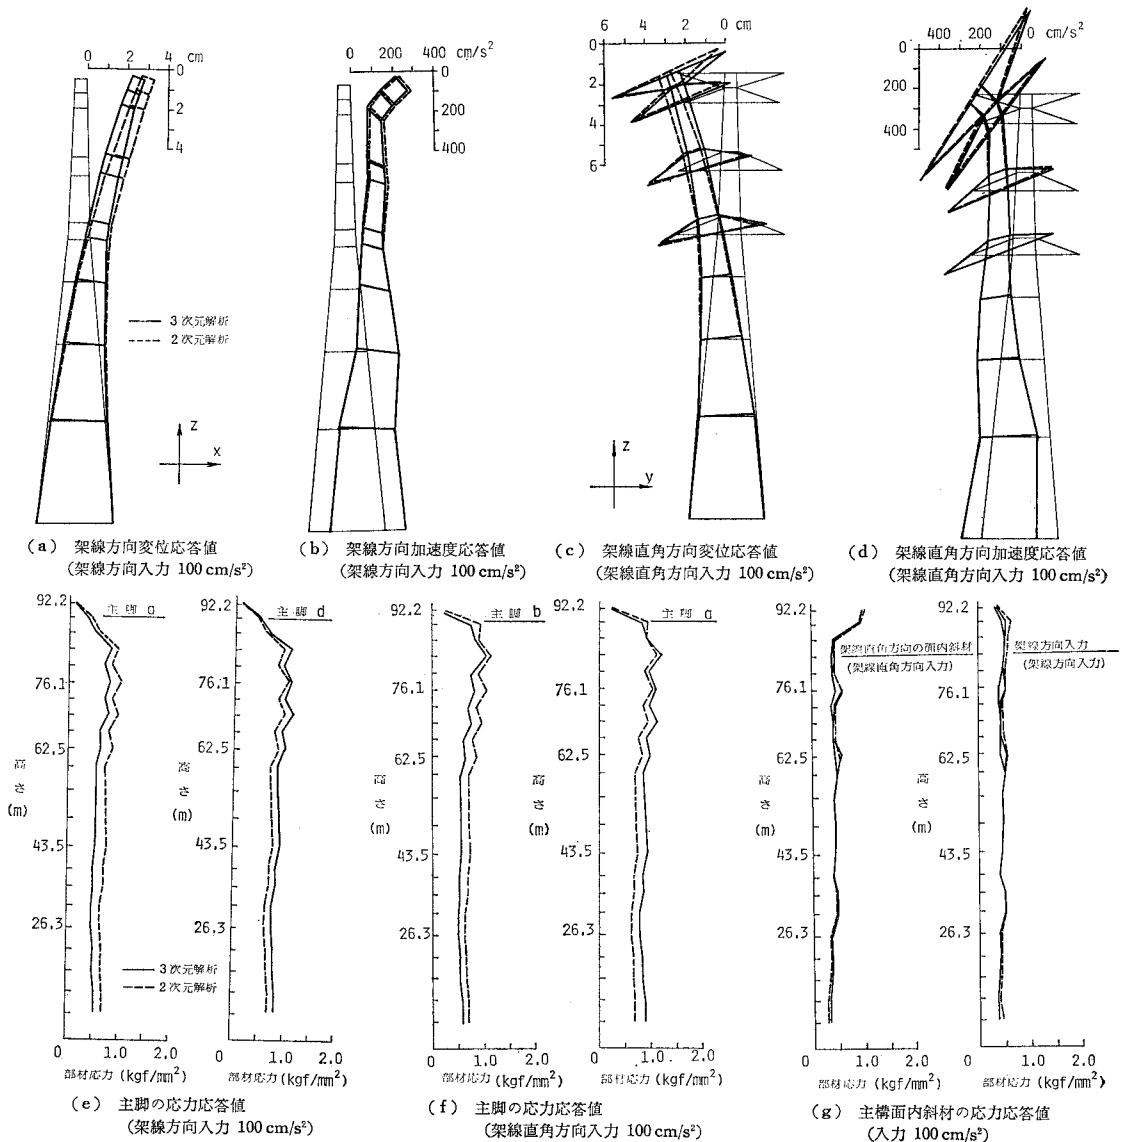 0 2 4 cm
0
2
4
0 200 400 cm/s²
0
200
400
6 4 2 0 cm
0
2
4
6
400 200 0 cm/s²
0
200
400
3次元解析
2次元解析
Z
x
Z
y
(a) 架線方向変位応答値
(架線方向入力 100 cm/s²)
(b) 架線方向加速度応答値
(架線方向入力 100 cm/s²)
(c) 架線直角方向変位応答値
(架線直角方向入力 100 cm/s²)
(d) 架線直角方向加速度応答値
(架線直角方向入力 100 cm/s²)
92.2
主脚 a
76.1
62.5
高さ(m)
43.5
26.3
3次元解析
2次元解析
0 1.0 2.0
部材応力 (kgf/mm²)
92.2
主脚 d
76.1
62.5
高さ(m)
43.5
26.3
0 1.0 2.0
部材応力 (kgf/mm²)
(e) 主脚の応力応答値
(架線方向入力 100 cm/s²)
92.2
主脚 b
76.1
62.5
高さ(m)
43.5
26.3
0 1.0 2.0
部材応力 (kgf/mm²)
92.2
主脚 a
76.1
62.5
高さ(m)
43.5
26.3
0 1.0 2.0
部材応力 (kgf/mm²)
(f) 主脚の応力応答値
(架線直角方向入力 100 cm/s²)
92.2
架線直角方向の面内斜材
(架線直角方向入力)
76.1
62.5
高さ(m)
43.5
26.3
0 1.0 2.0
部材応力 (kgf/mm²)
92.2
架線方向入力
(架線方向入力)
76.1
62.5
高さ(m)
43.5
26.3
0 1.0 2.0
部材応力 (kgf/mm²)
(g) 主構面内斜材の応力応答値
(入力 100 cm/s²)